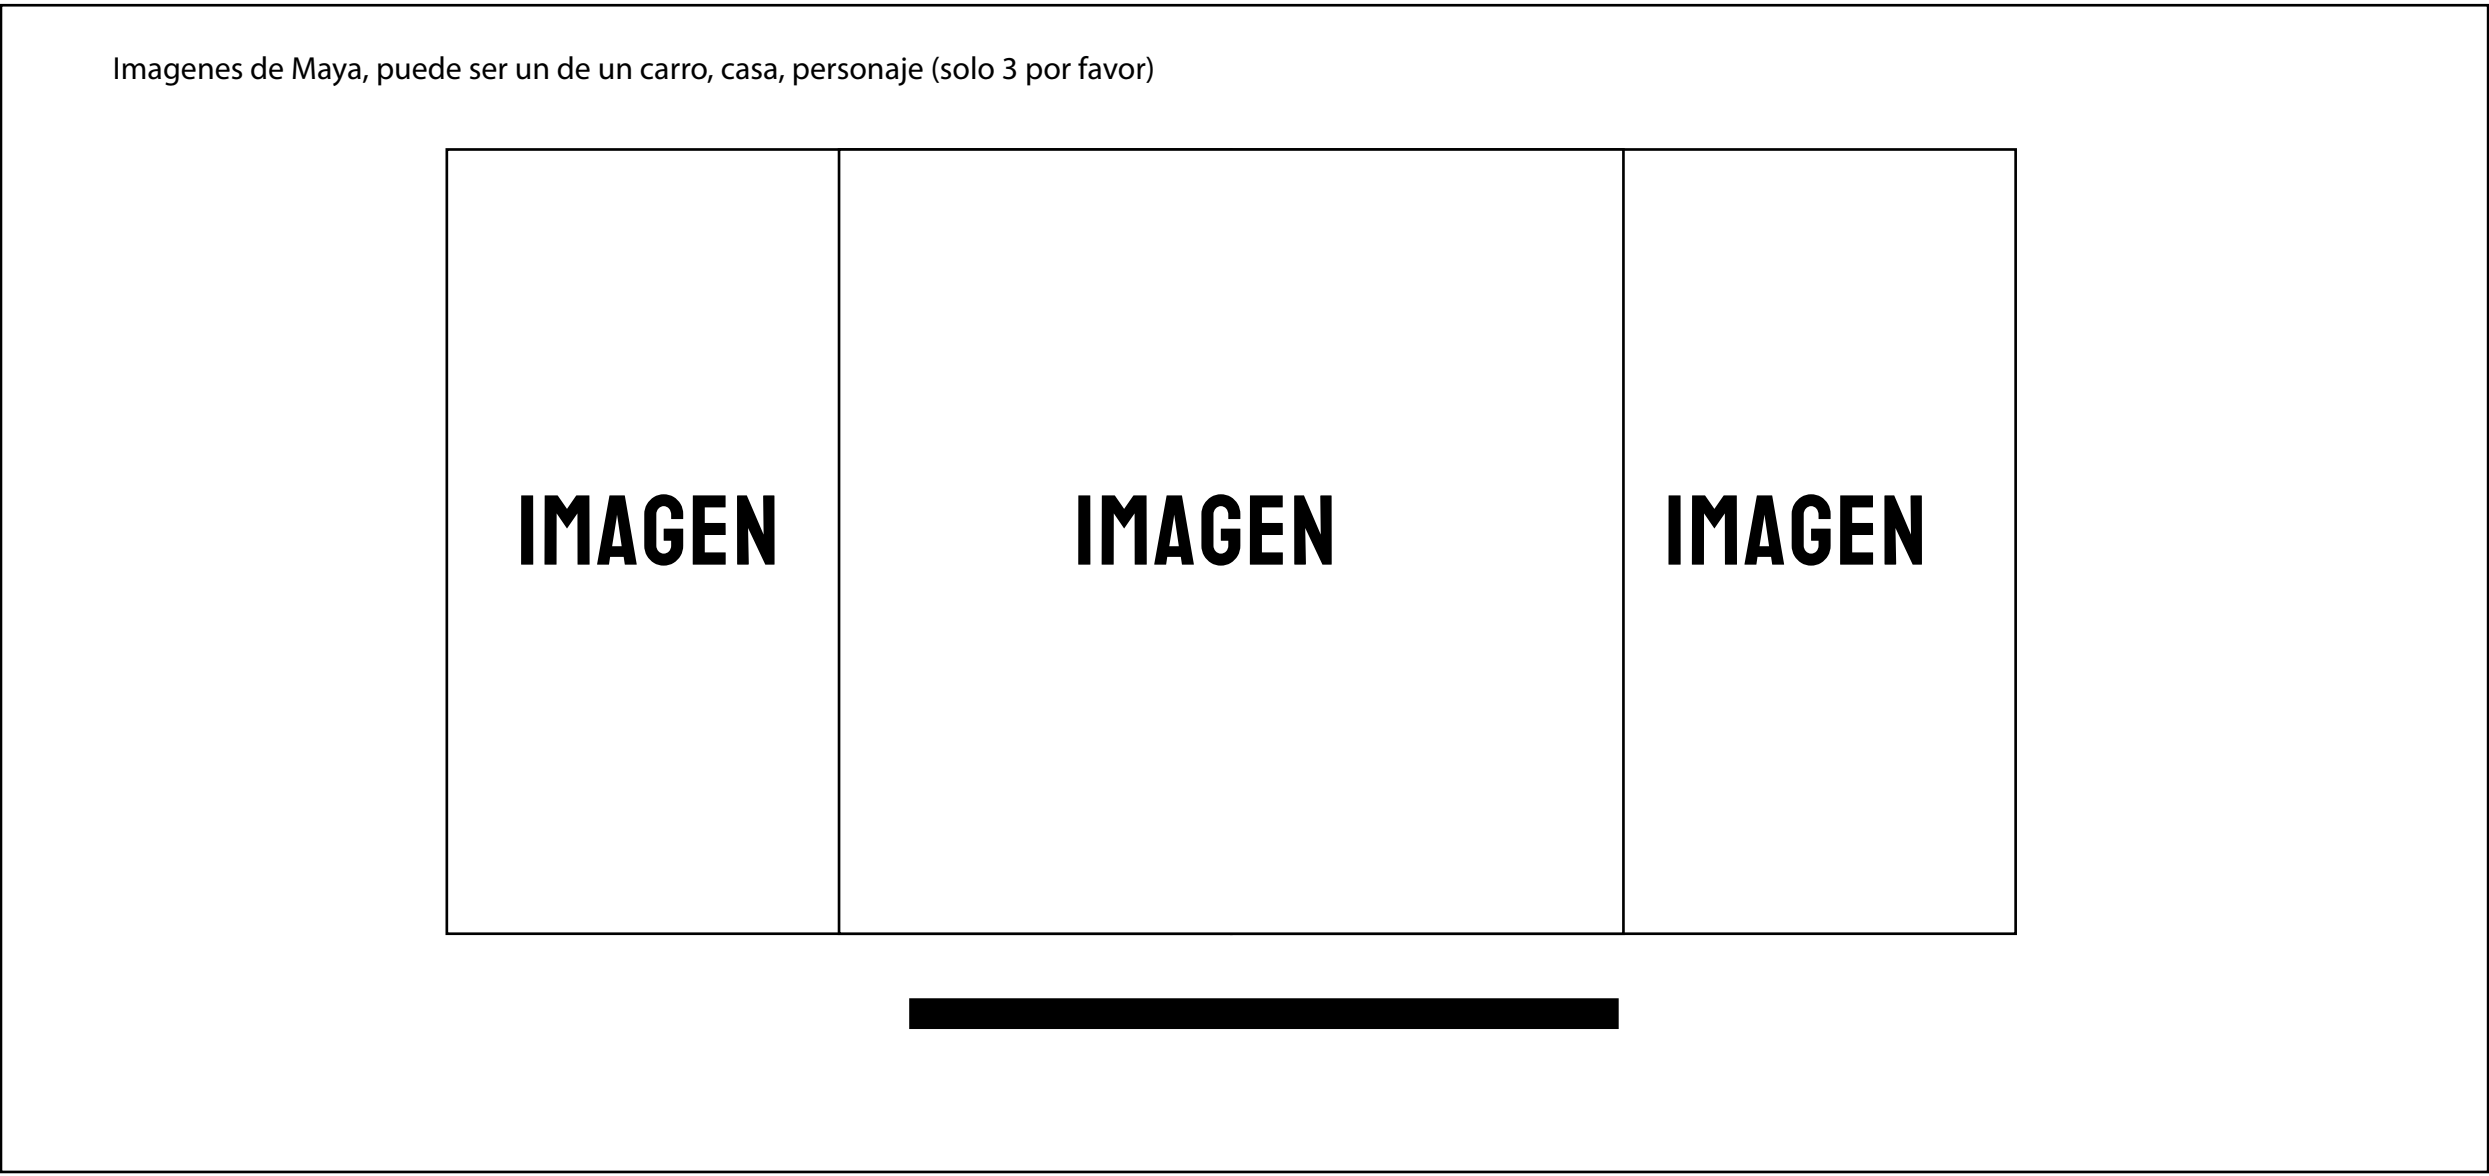 Imagenes de Maya, puede ser un de un carro, casa, personaje (solo 3 por favor)
IMAGEN IMAGEN IMAGEN